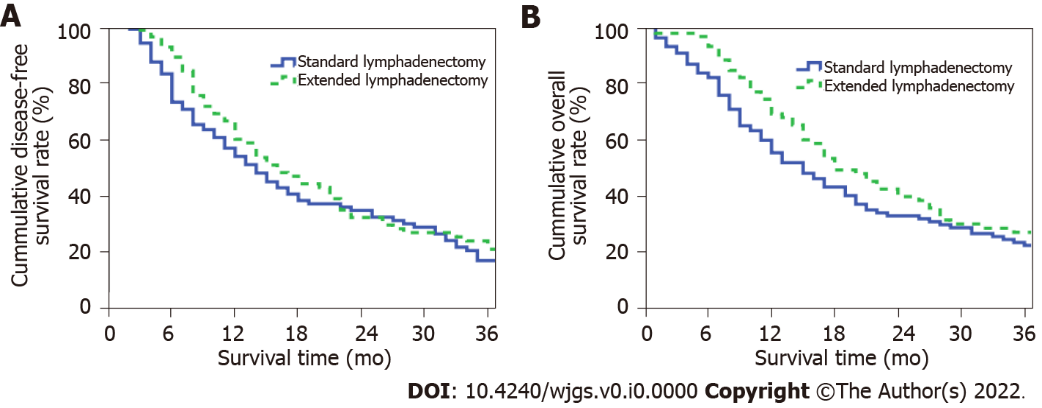 A
Cummulative disease-free
survival rate (%)
100
80
60
40
20
0
Standard lymphadenectomy
Extended lymphadenectomy
0 6 12 18 24 30 36
Survival time (mo)
B
Cummulative overall
survival rate (%)
100
80
60
40
20
0
Standard lymphadenectomy
Extended lymphadenectomy
0 6 12 18 24 30 36
Survival time (mo)
DOI: 10.4240/wjgs.v0.i0.0000 Copyright ©The Author(s) 2022.